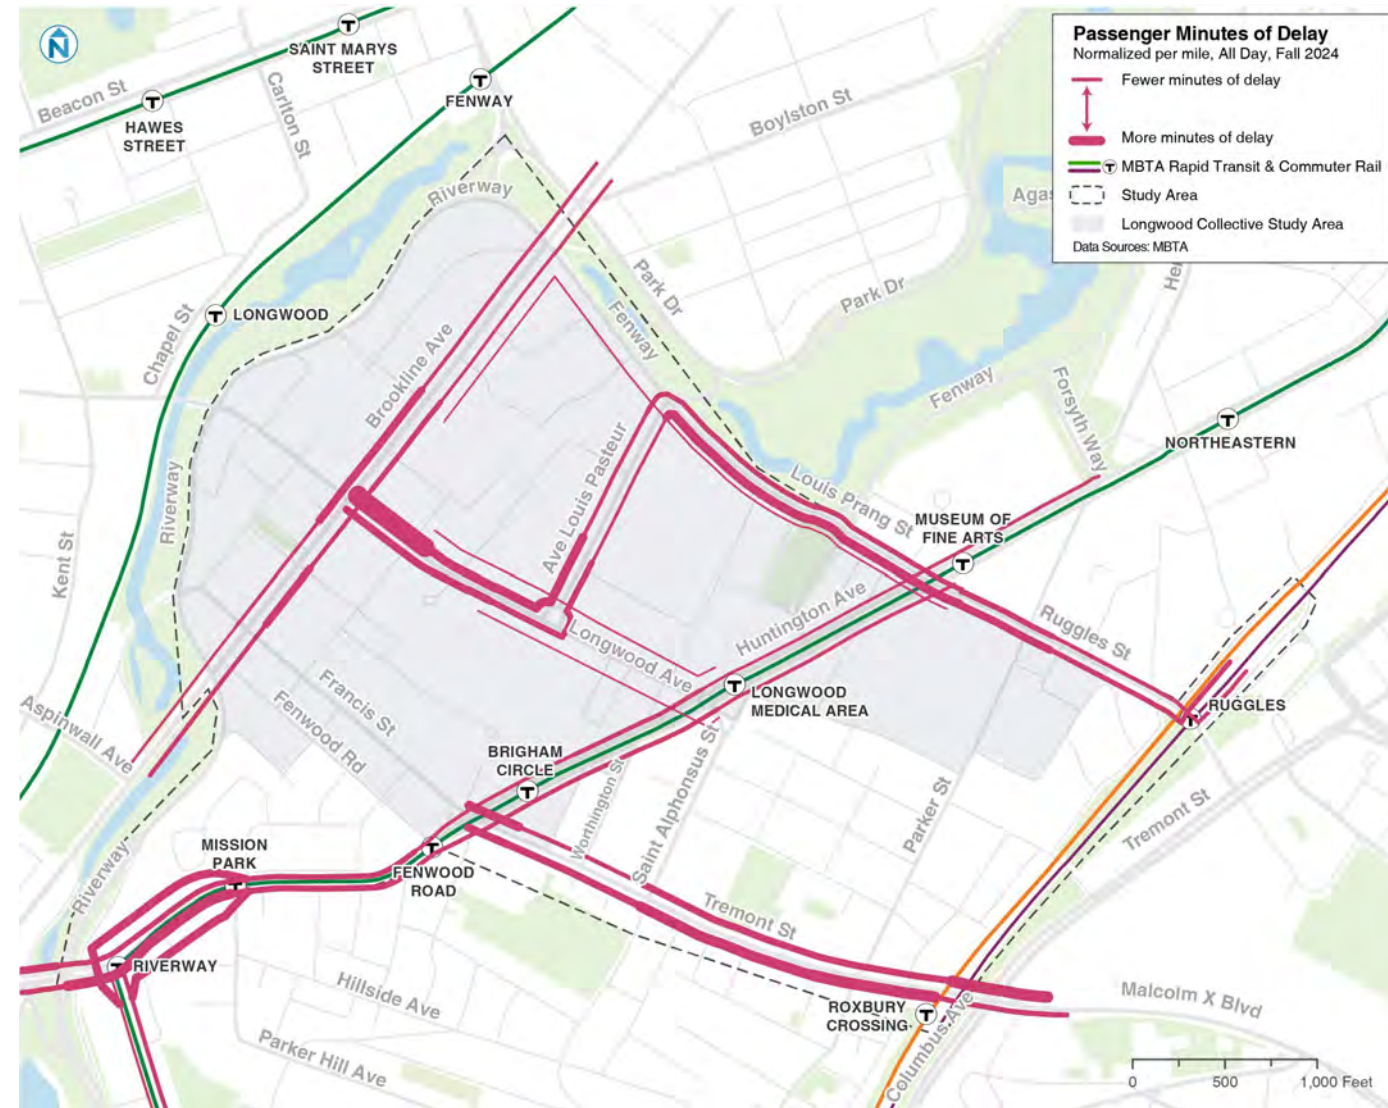 Passenger Minutes of Delay
Normalized per mile, All Day, Fall 2024
Fewer minutes of delay
More minutes of delay
T MBTA Rapid Transit & Commuter Rail
Study Area
Longwood Collective Study Area
Data Sources: MBTA
N
T
SAINT MARYS
STREET
Beacon St
T
HAWES
STREET
Carlton St
T
FENWAY
Boylston St
Riverway
Park Dr
Park Dr
Fenway
Fenway
Forsyth Way
T LONGWOOD
Chapel St
Brookline Ave
Riverway
Kent St
Ave Louis Pasteur
Louis Prang St
T
NORTHEASTERN
MUSEUM OF
FINE ARTS
T
Huntington Ave
Ruggles St
Longwood Ave
T LONGWOOD
MEDICAL AREA
T RUGGLES
Aspinwall Ave
Francis St
Fenwood Rd
BRIGHAM
CIRCLE
T
Worthington St
Saint Alphonsus St
Parker St
Tremont St
MISSION
PARK
T
T
FENWOOD
ROAD
Riverway
T RIVERWAY
Tremont St
Hillside Ave
Parker Hill Ave
ROXBURY
CROSSING
T
Columbus Ave
Malcolm X Blvd
0 500 1,000 Feet